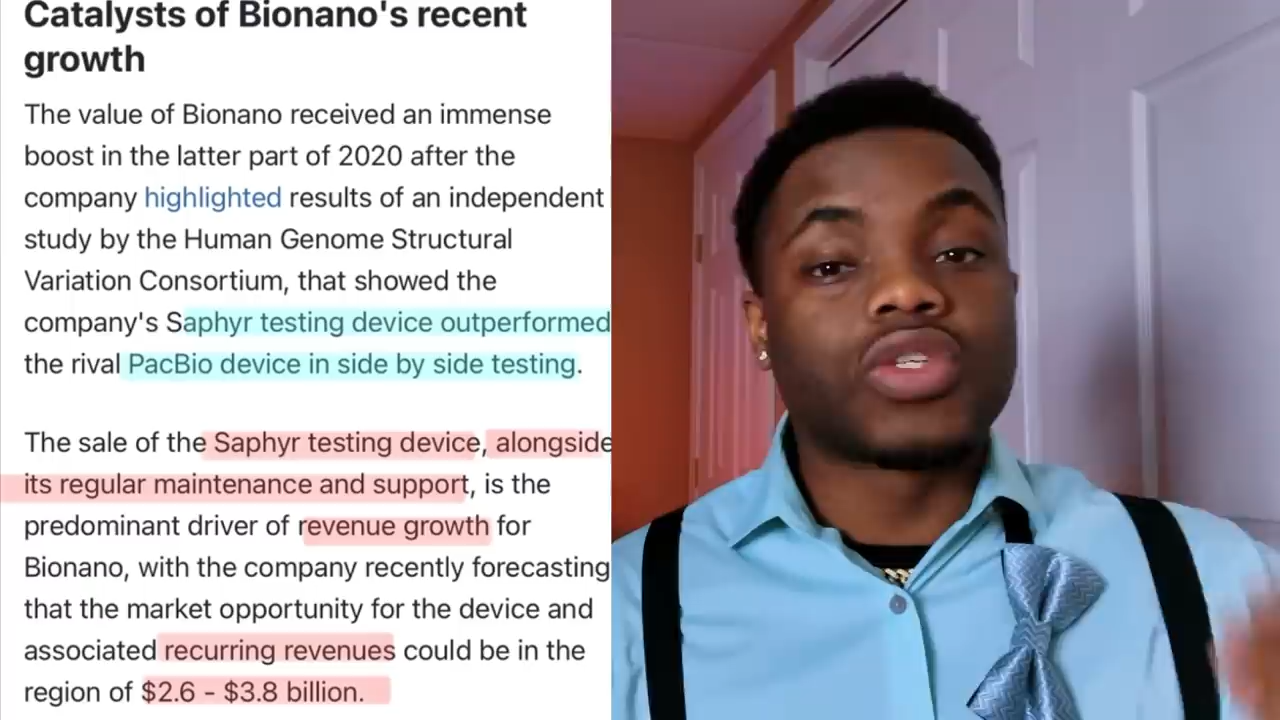 Catalysts of Bionano's recent
growth
The value of Bionano received an immense
boost in the latter part of 2020 after the
company highlighted results of an independent
study by the Human Genome Structural
Variation Consortium, that showed the
company's Saphyr testing device outperformed
the rival PacBio device in side by side testing.
The sale of the Saphyr testing device, alongside
its regular maintenance and support, is the
predominant driver of revenue growth for
Bionano, with the company recently forecasting
that the market opportunity for the device and
associated recurring revenues could be in the
region of $2.6 - $3.8 billion.